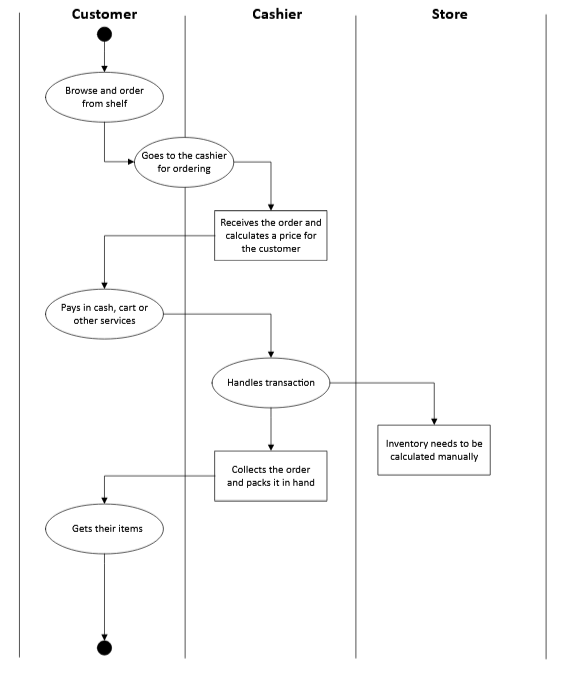 Customer
Cashier
Store
Browse and order
from shelf
Goes to the cashier
for ordering
Receives the order and
calculates a price for
the customer
Pays in cash, cart or
other services
Handles transaction
Inventory needs to be
calculated manually
Collects the order
and packs it in hand
Gets their items